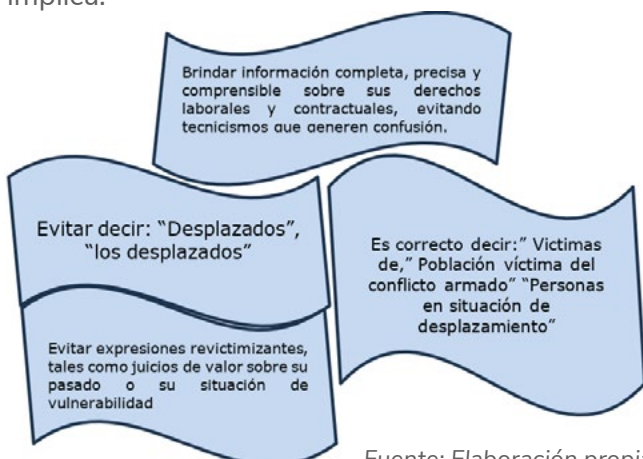 implica:
Brindar información completa, precisa y
comprensible sobre sus derechos
laborales y contractuales, evitando
tecnicismos que generen confusión.
Evitar decir: “Desplazados”,
“los desplazados”
Es correcto decir:” Victimas
de,” Población víctima del
conflicto armado” “Personas
en situación de
desplazamiento”
Evitar expresiones revictimizantes,
tales como juicios de valor sobre su
pasado o su situación de
vulnerabilidad
Fuente: Elaboración